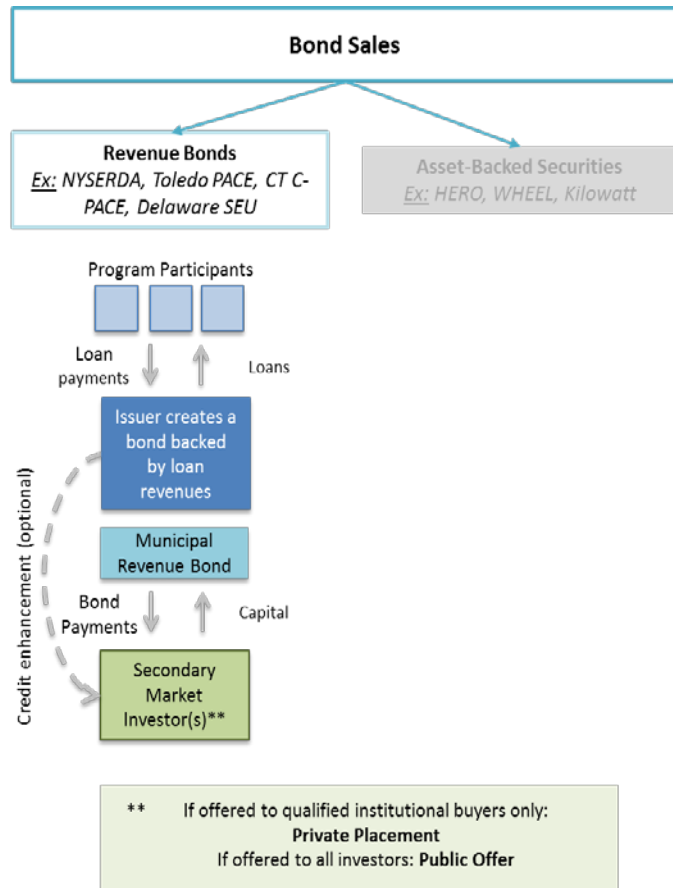 Bond Sales
Revenue Bonds
Ex: NYSERDA, Toledo PACE, CT C-
PACE, Delaware SEU
Asset-Backed Securities
Ex: HERO, WHEEL, Kilowatt
Program Participants
Loan
payments
Loans
Issuer creates a
bond backed
by loan
revenues
Municipal
Revenue Bond
Bond
Payments
Capital
Credit enhancement (optional)
Secondary
Market
Investor(s)**
** If offered to qualified institutional buyers only:
Private Placement
If offered to all investors: Public Offer